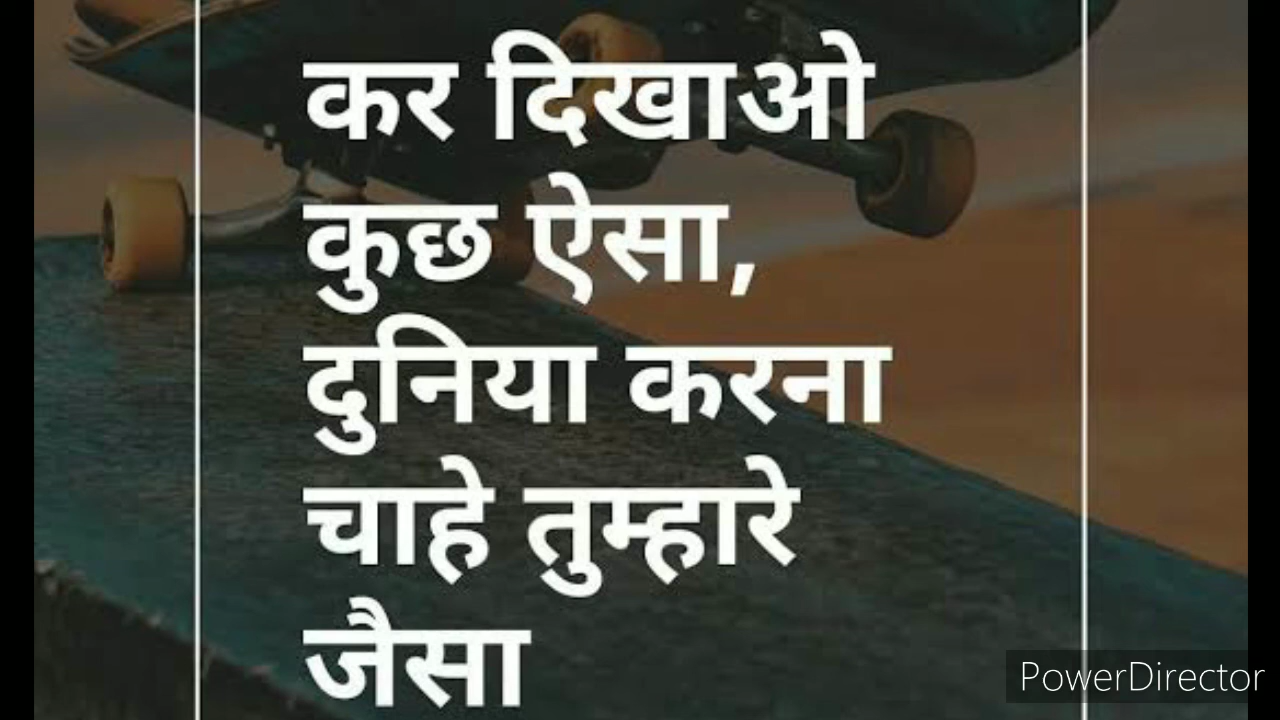 कर दिखाओ
कुछ ऐसा,
दुनिया करना
चाहे तुम्हारे
जैसा
PowerDirector